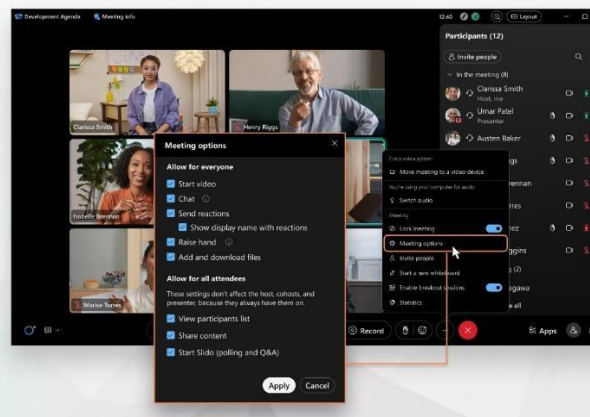 Development Agenda
Meeting info
12:40
Layout
Participants (12)
Invite people
In the meeting (8)
Clarissa Smith
Host, me
Umar Patel
Presenter
Austen Baker
Clarissa Smith
Henry Riggs
Isabelle Brennan
Marise Torres
Meeting options
Allow for everyone
Start video
Chat
Send reactions
Show display name with reactions
Raise hand
Add and download files
Allow for all attendees
These settings don't affect the host, cohosts, and
presenter, because they always have them on.
View participants list
Share content
Start Slido (polling and Q&A)
Apply
Cancel
Cisco video system
Move meeting to a video device
You're using your computer for audio
Switch audio
Meeting
Lock meeting
Meeting options
Invite people
Start a new whiteboard
Enable breakout sessions
Statistics
Record
Apps